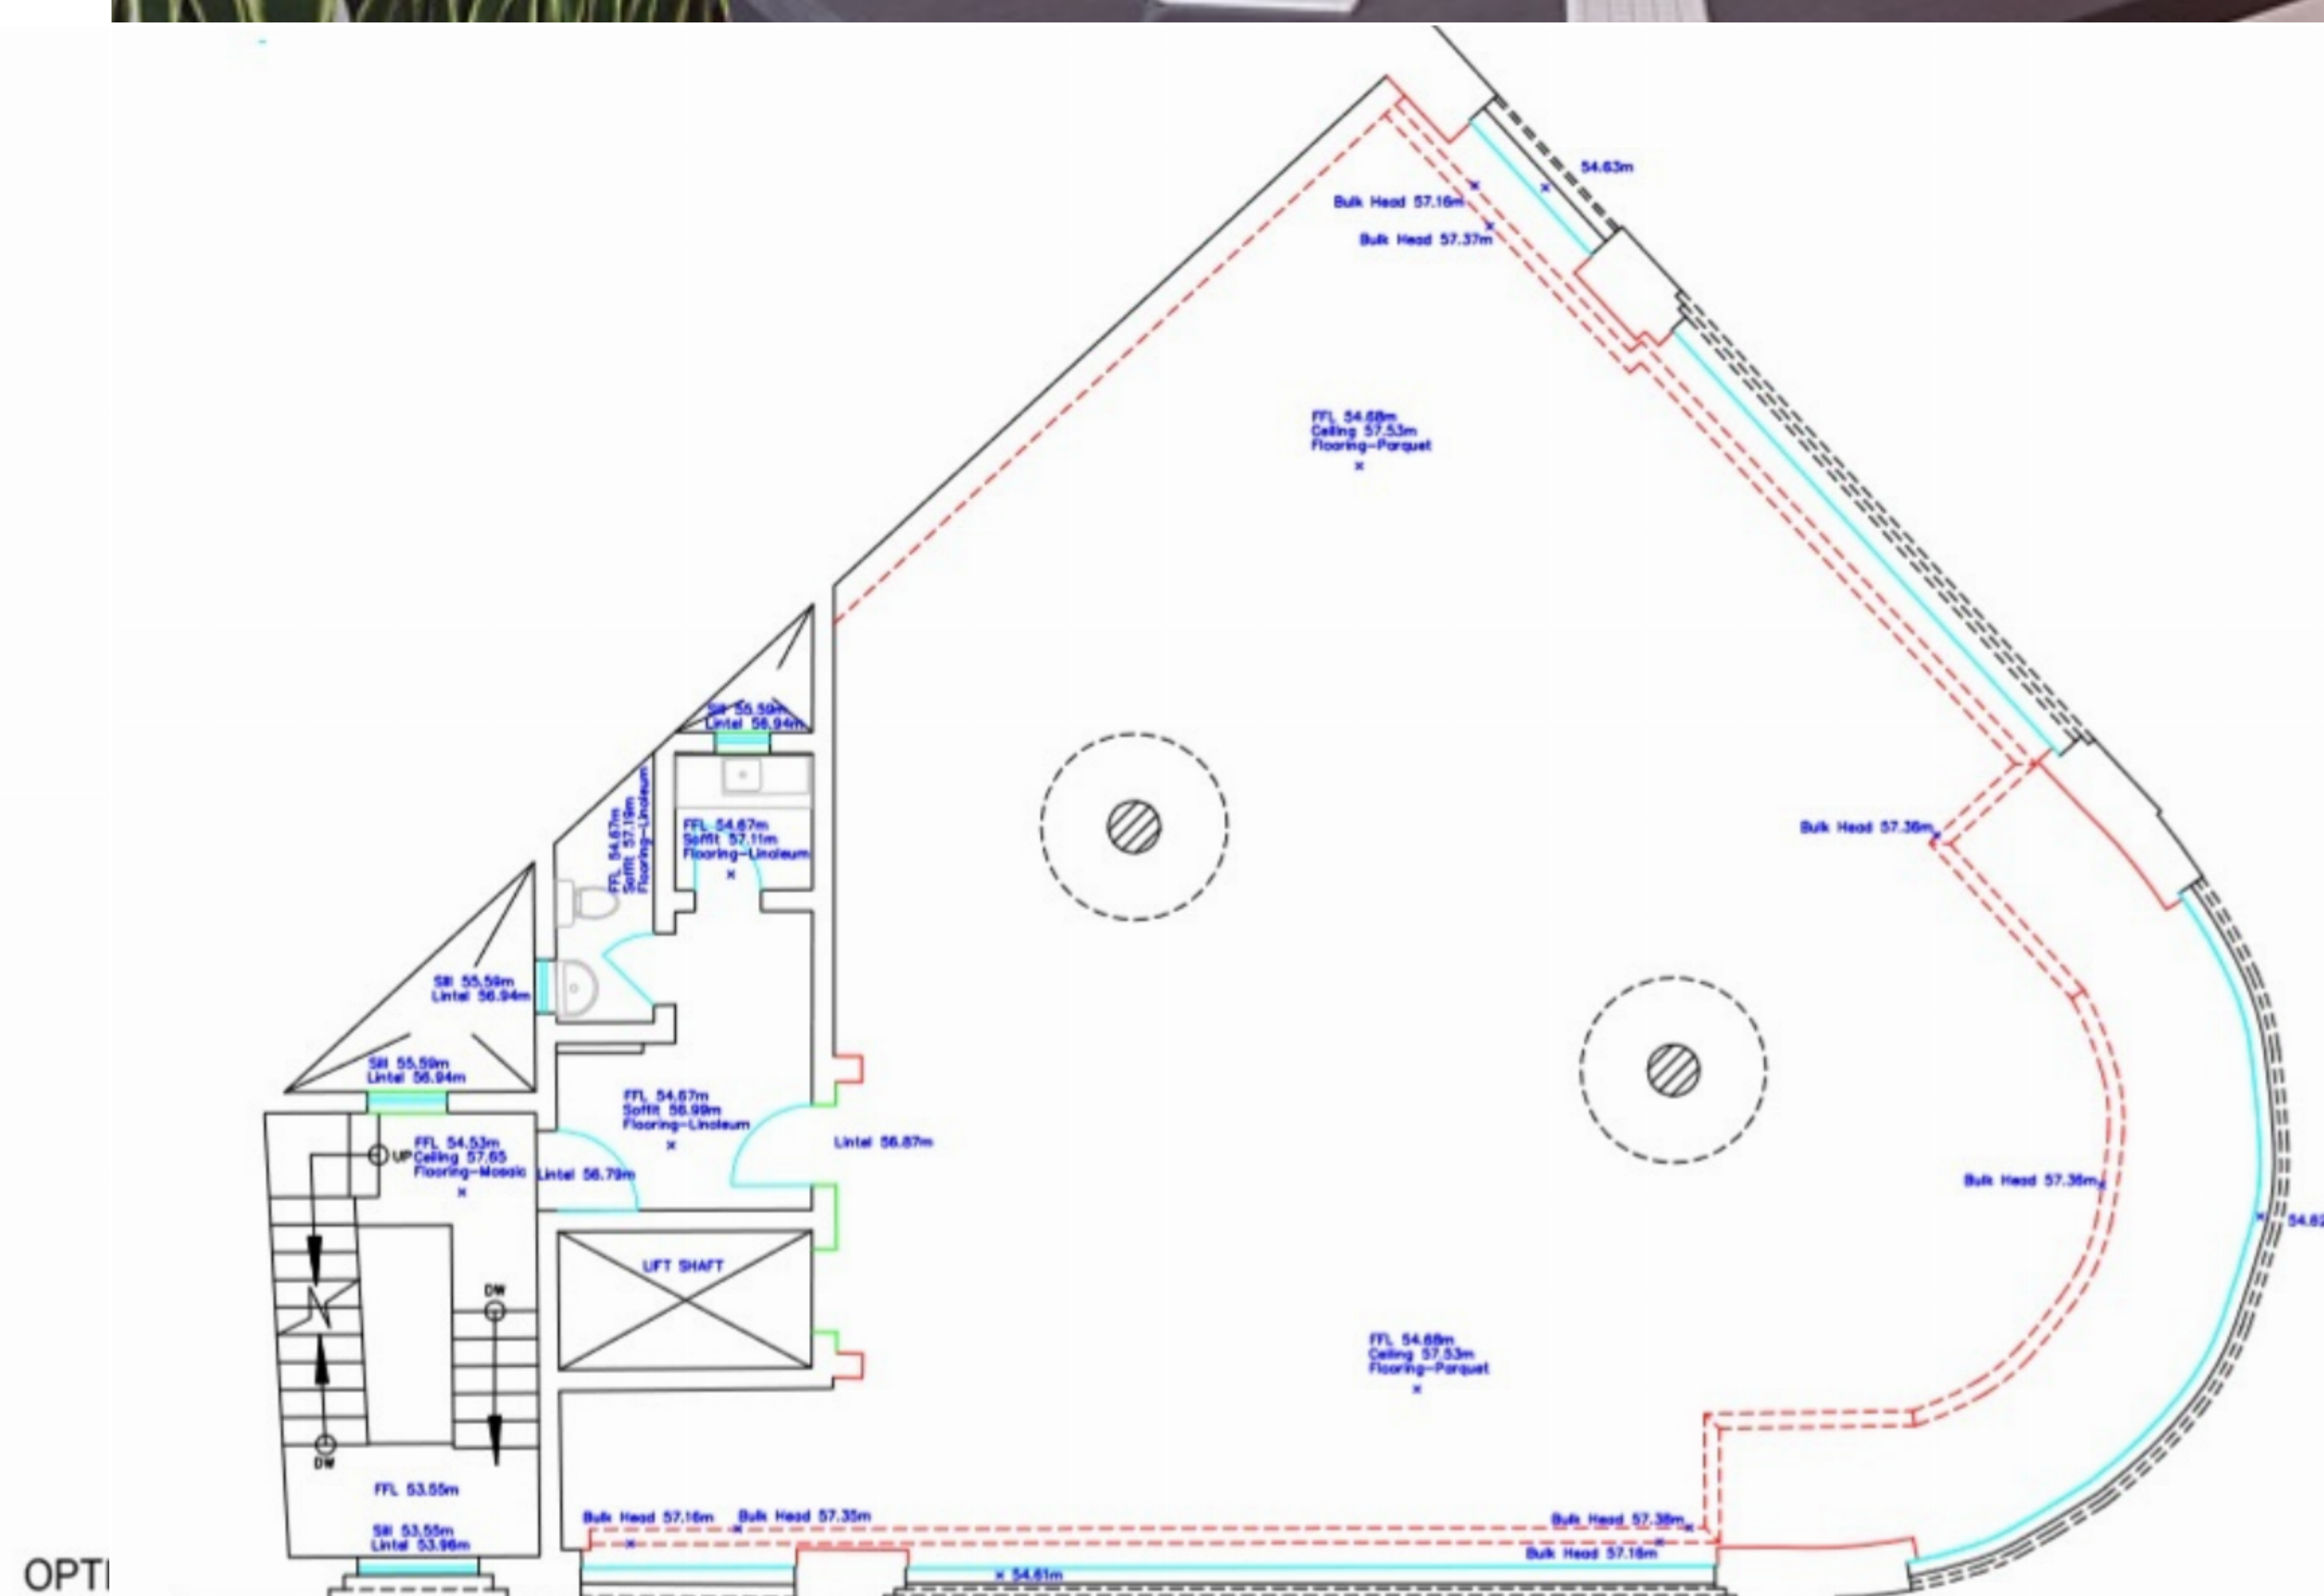 54.63m
Bulk Head 57.16m
Bulk Head 57.37m
FFL 54.68m
Ceiling 57.53m
Flooring-Parquet
Sill 55.59m
Lintel 56.94m
FFL 54.67m
Soffit 57.19m
Flooring-Linoleum
FFL 54.67m
Soffit 57.11m
Flooring-Linoleum
Bulk Head 57.36m
Sill 55.59m
Lintel 56.94m
Sill 55.59m
Lintel 56.94m
FFL 54.67m
Soffit 56.99m
Flooring-Linoleum
UP
FFL 54.53m
Ceiling 57.65
Flooring-Mosaic
Lintel 56.79m
Lintel 56.87m
Bulk Head 57.36m
54.62
LIFT SHAFT
DW
FFL 54.68m
Ceiling 57.53m
Flooring-Parquet
DW
FFL 53.55m
Sill 53.55m
Lintel 53.96m
Bulk Head 57.16m
Bulk Head 57.35m
Bulk Head 57.38m
Bulk Head 57.16m
54.61m
OPTI